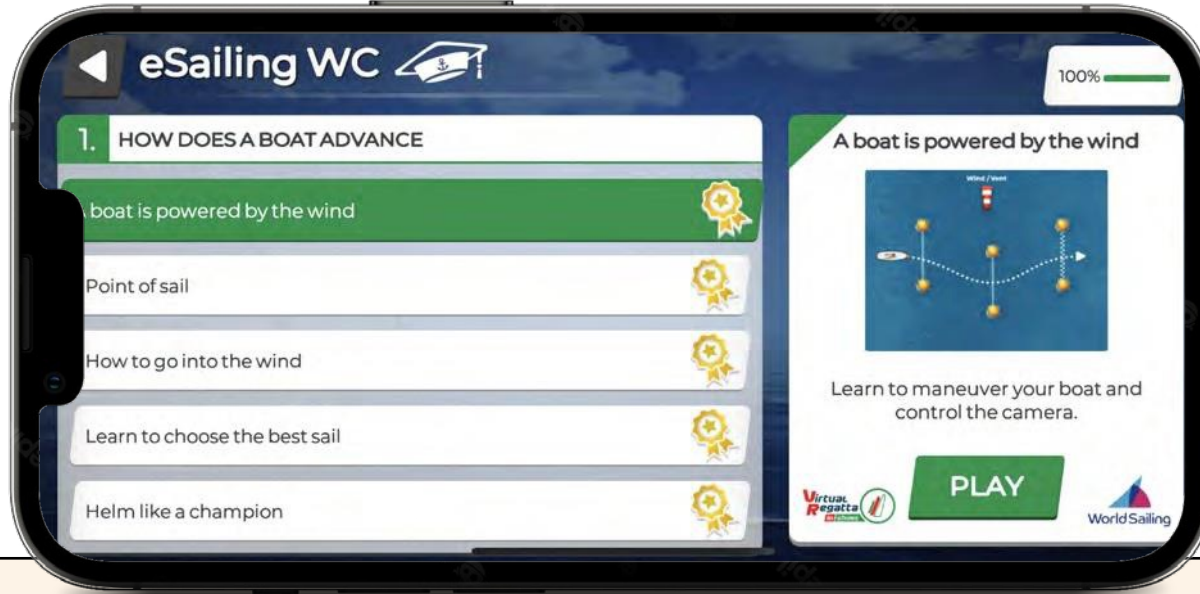 eSailing WC
100%
1. HOW DOES A BOAT ADVANCE
boat is powered by the wind
Point of sail
How to go into the wind
Learn to choose the best sail
Helm like a champion
A boat is powered by the wind
Wind / Vent
Learn to maneuver your boat and
control the camera.
PLAY
Virtual
Regatta
World Sailing